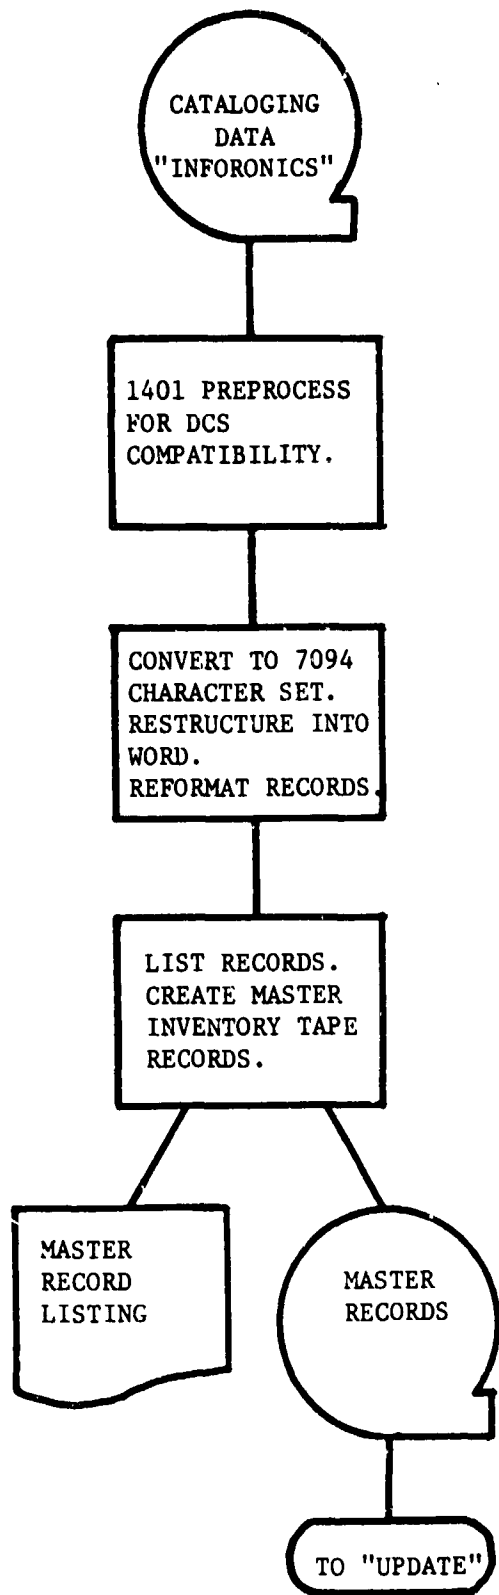 CATALOGING
DATA
"INFORONICS"
1401 PREPROCESS
FOR DCS
COMPATIBILITY.
CONVERT TO 7094
CHARACTER SET.
RESTRUCTURE INTO
WORD.
REFORMAT RECORDS.
LIST RECORDS.
CREATE MASTER
INVENTORY TAPE
RECORDS.
MASTER
RECORD
LISTING
MASTER
RECORDS
TO "UPDATE"